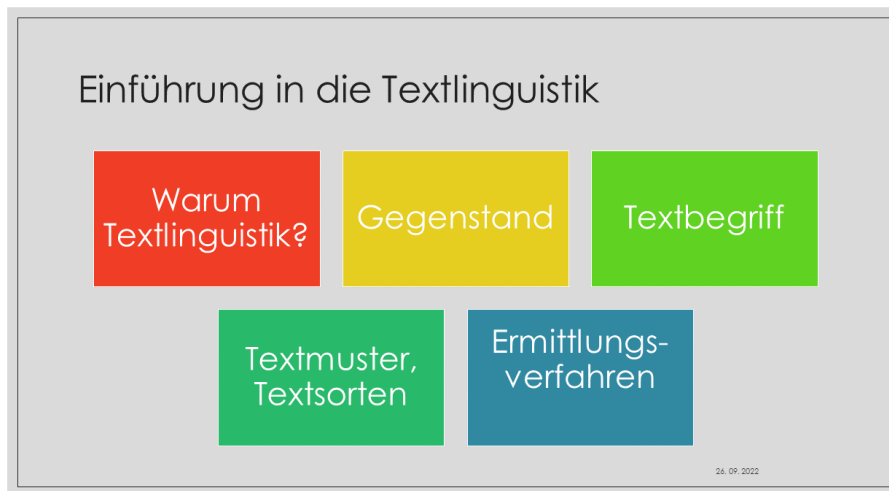 Einführung in die Textlinguistik
Warum
Textlinguistik?
Gegenstand
Textbegriff
Textmuster,
Textsorten
Ermittlungs-
verfahren
26. 09. 2022